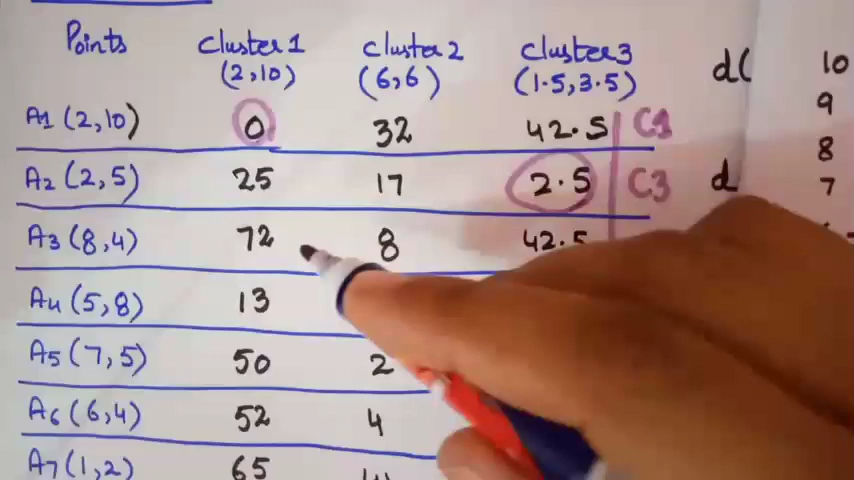 Points Cluster 1 Cluster 2 Cluster 3
(2,10) (6,6) (1.5,3.5) d( 10
9
A1 (2,10) 0 32 42.5 C1
8
A2 (2,5) 25 17 2.5 C3 d 7
A3 (8,4) 72 8 42.5
A4 (5,8) 13
A5 (7,5) 50 2
A6 (6,4) 52 4
A7 (1,2) 65